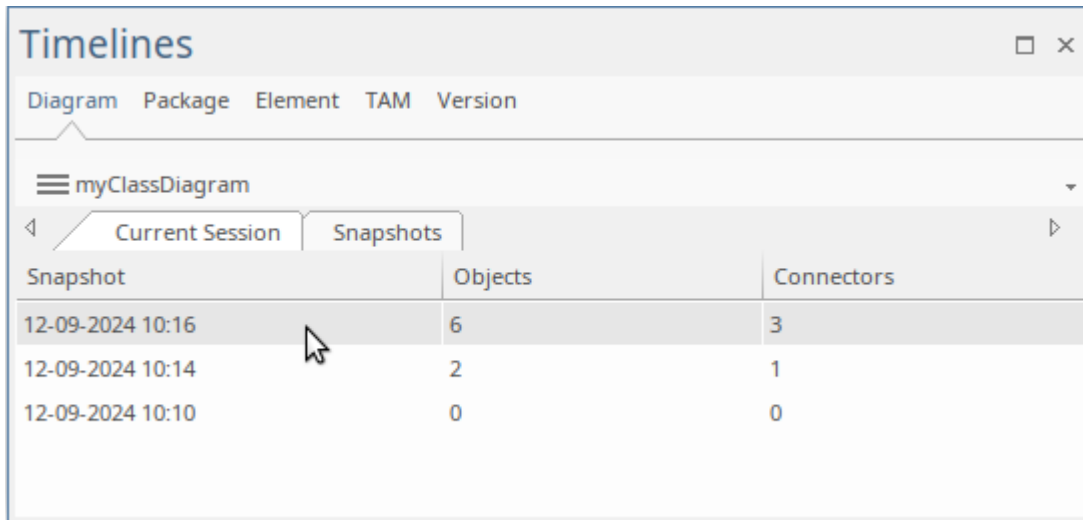 Timelines
Diagram Package Element TAM Version
myClassDiagram
Current Session Snapshots
Snapshot Objects Connectors
12-09-2024 10:16 6 3
12-09-2024 10:14 2 1
12-09-2024 10:10 0 0